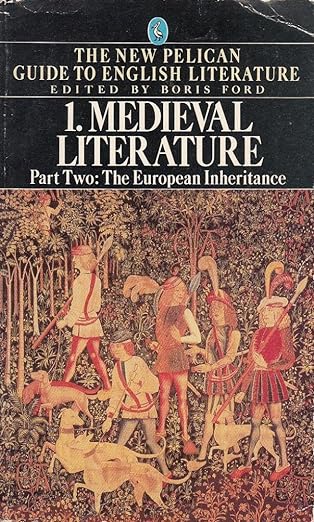 THE NEW PELICAN
GUIDE TO ENGLISH LITERATURE
EDITED BY BORIS FORD
1. MEDIEVAL
LITERATURE
Part Two: The European Inheritance